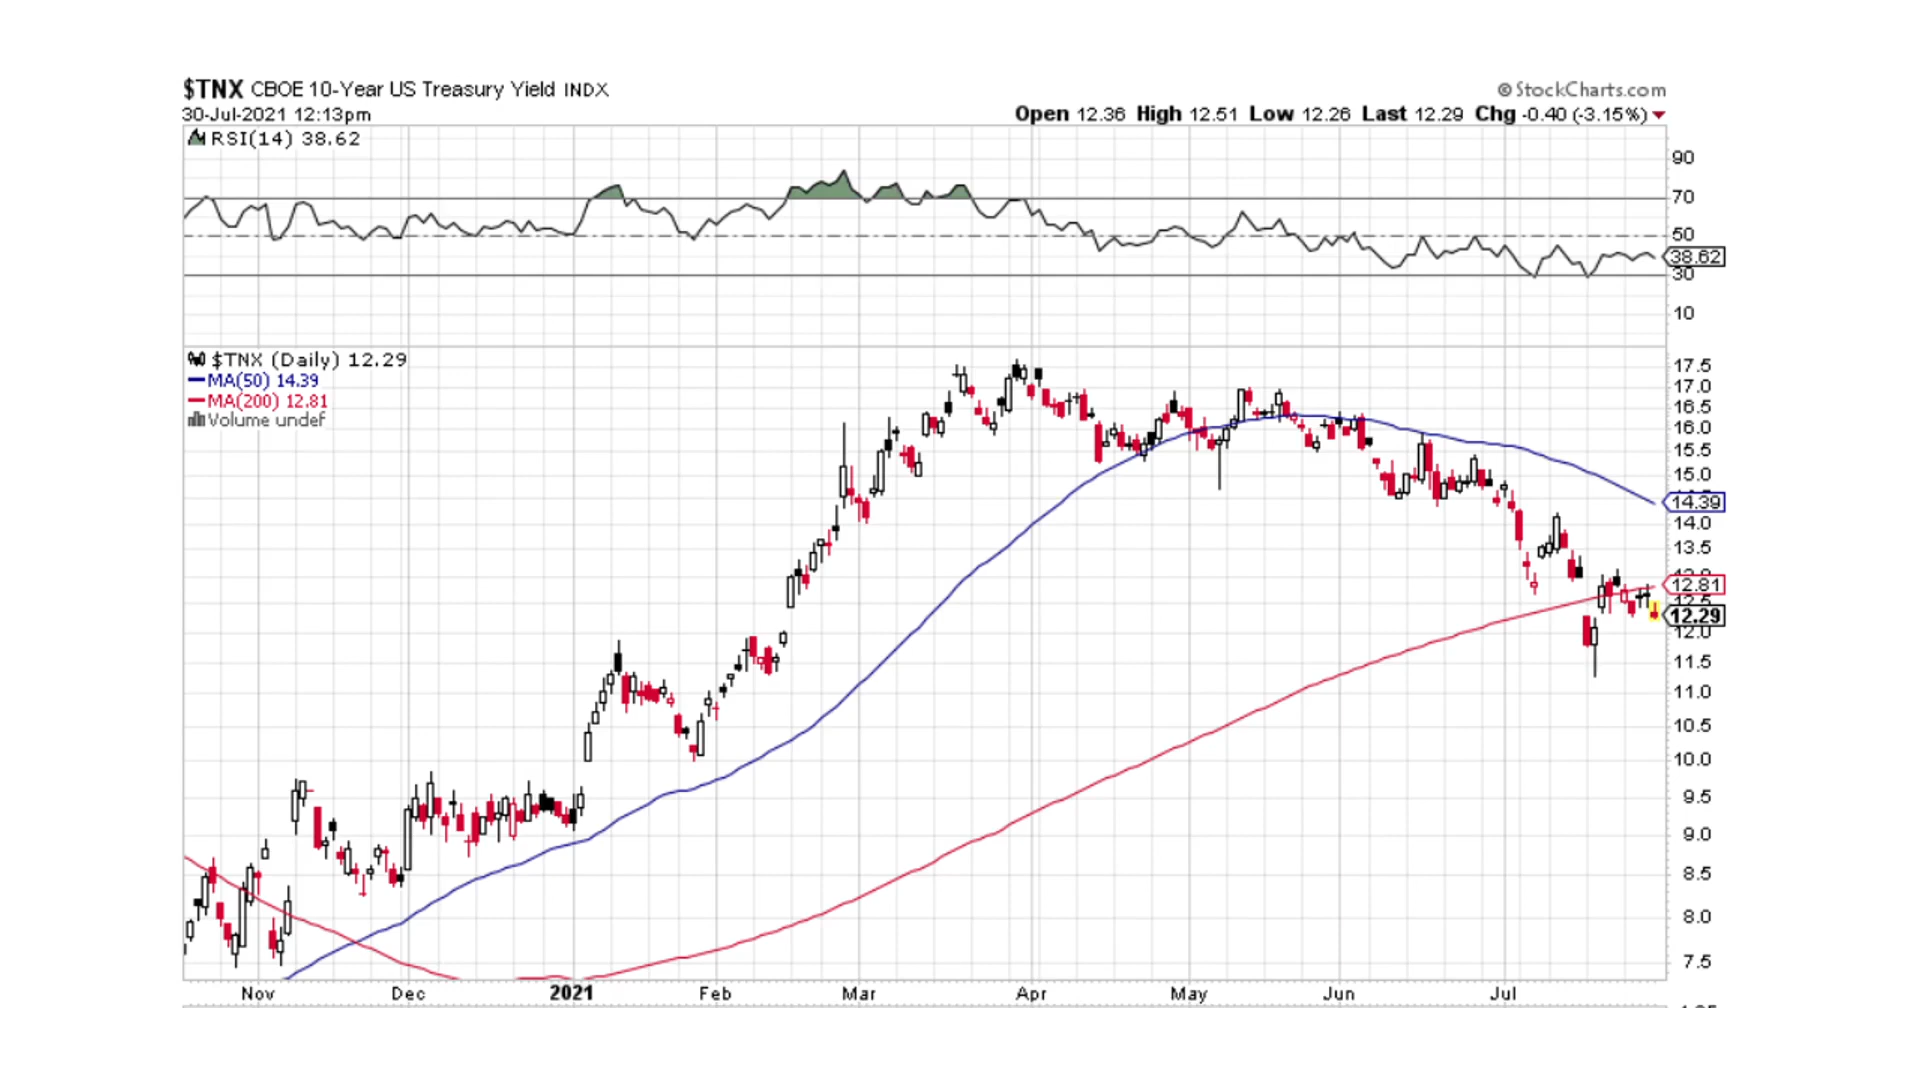 $TNX CBOE 10-Year US Treasury Yield INDX
© StockCharts.com
30-Jul-2021 12:13pm
Open 12.36 High 12.51 Low 12.26 Last 12.29 Chg -0.40 (-3.15%)
RSI(14) 38.62
90
70
50
38.62
30
10
$TNX (Daily) 12.29
MA(50) 14.39
MA(200) 12.81
Volume undef
17.5
17.0
16.5
16.0
15.5
15.0
14.39
14.0
13.5
12.81
12.5
12.29
12.0
11.5
11.0
10.5
10.0
9.5
9.0
8.5
8.0
7.5
Nov Dec 2021 Feb Mar Apr May Jun Jul